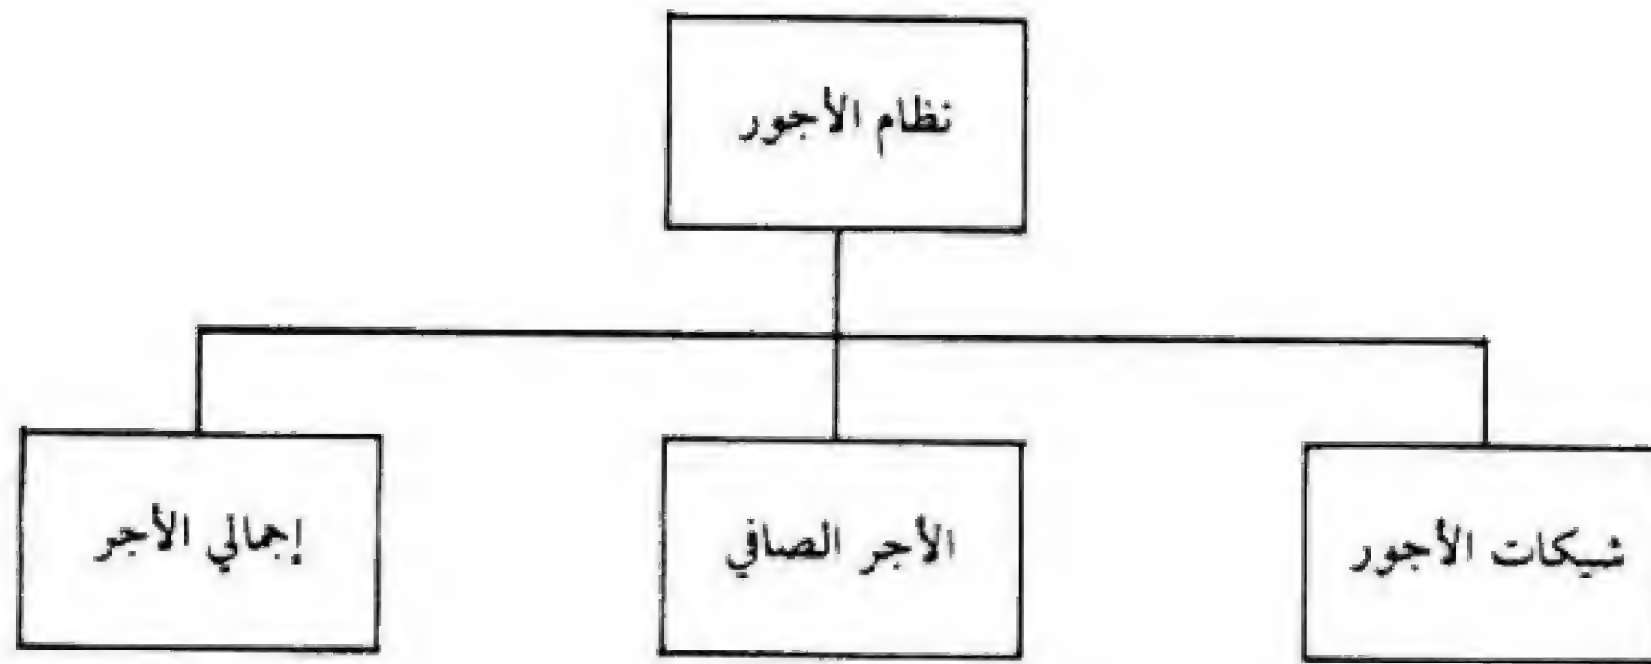 نظام الأجور
شيكات الأجور
الأجر الصافي
إجمالي الأجر